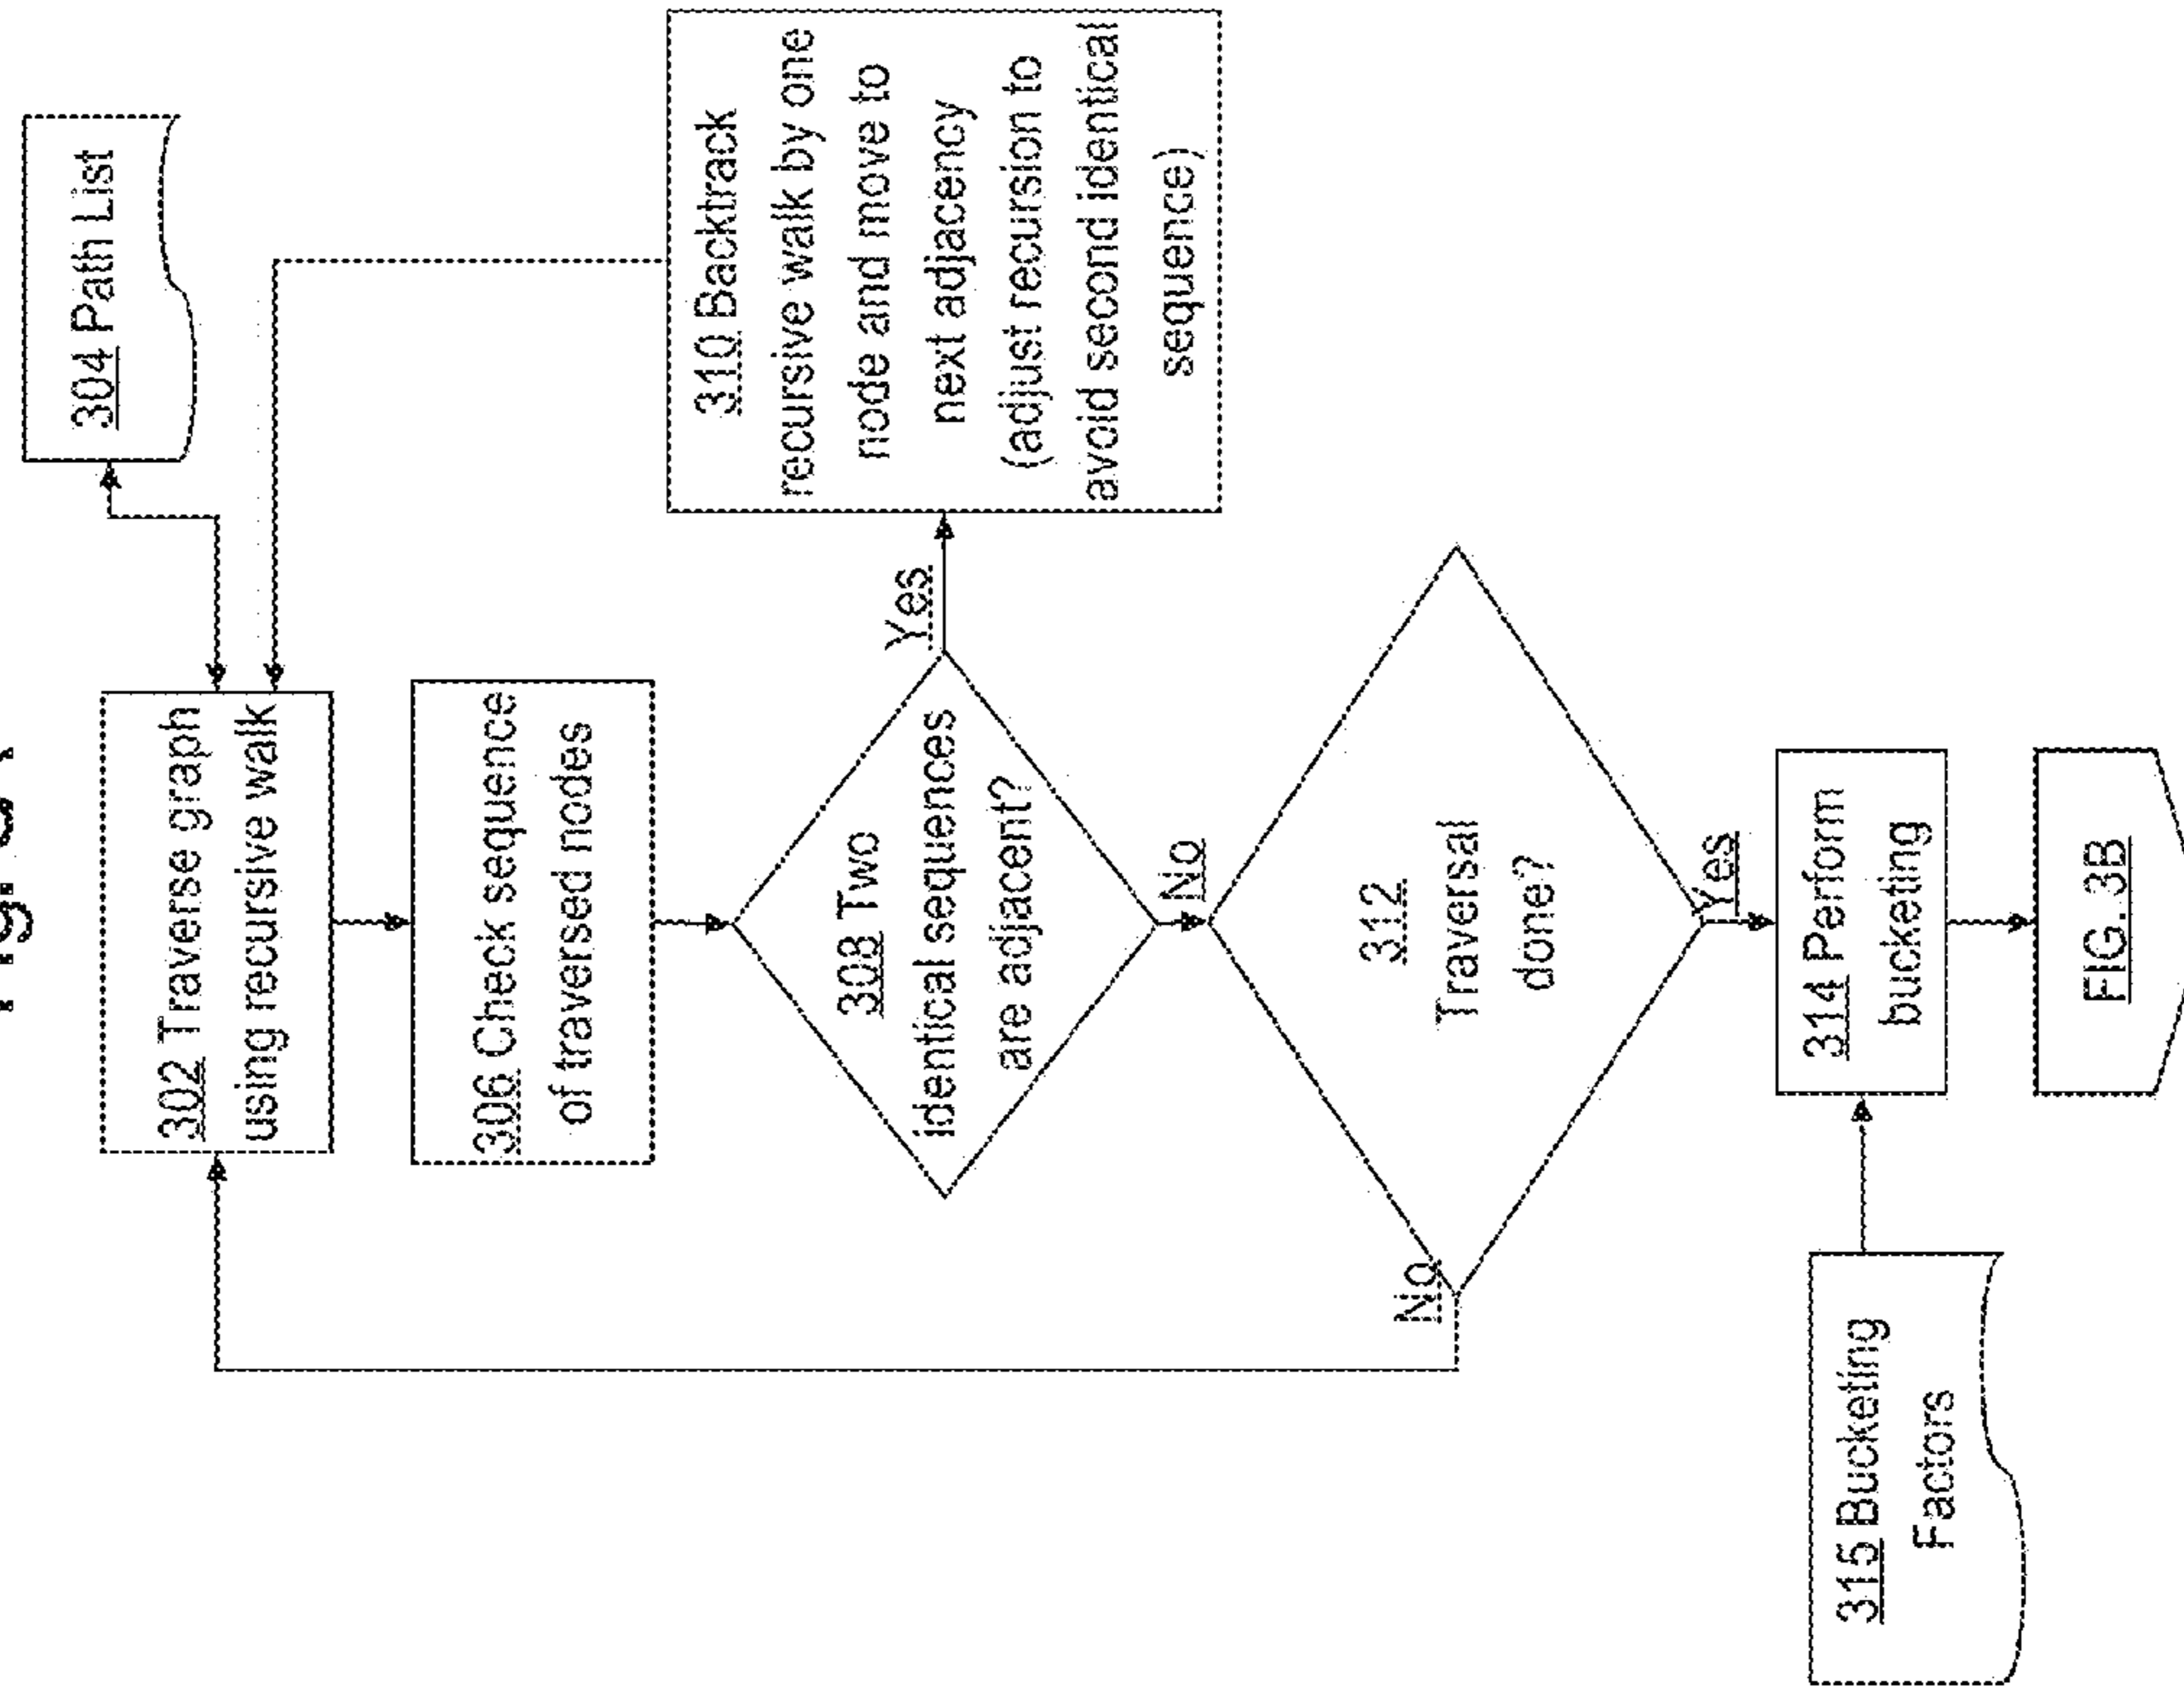 302 Traverse graph
using recursive walk
304 Path List
306 Check sequence
of traversed nodes
308 Two
identical sequences
are adjacent?
Yes
310 Backtrack
recursive walk by one
node and move to
next adjacency
(adjust recursion to
avoid second identical
sequence)
No
312
Traversal
done?
No
Yes
314 Perform
bucketing
315 Bucketing
Factors
FIG. 3B